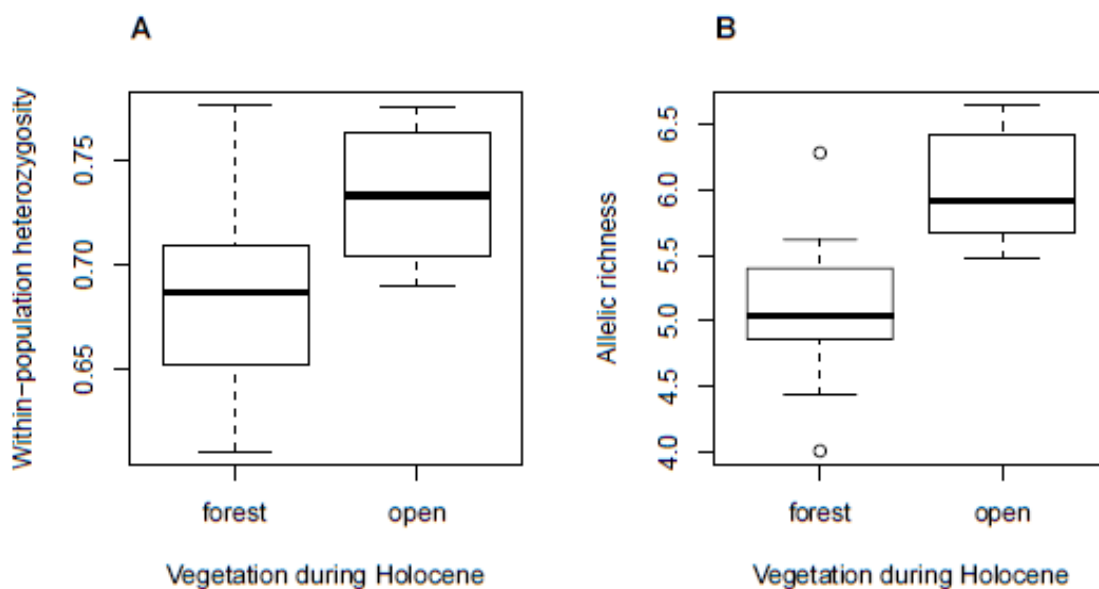 A
Within-population heterozygosity
0.75
0.70
0.65
forest open
Vegetation during Holocene
B
Allelic richness
6.5
6.0
5.5
5.0
4.5
4.0
forest open
Vegetation during Holocene